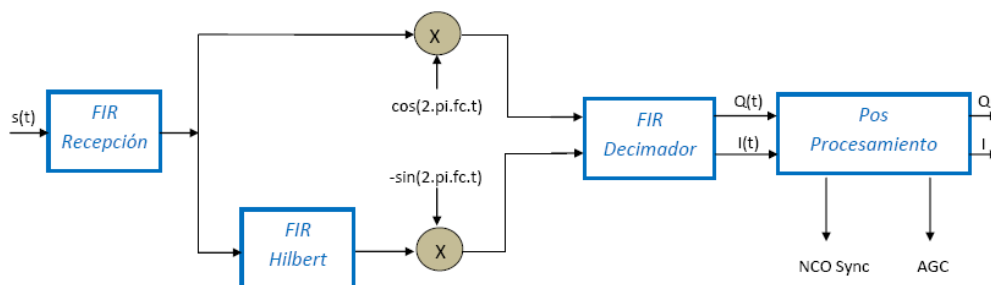 X
s(t)
FIR
Recepción
cos(2.pi.fc.t)
FIR
Decimador
Q(t)
I(t)
Pos
Procesamiento
Q
I
-sin(2.pi.fc.t)
FIR
Hilbert
X
NCO Sync
AGC